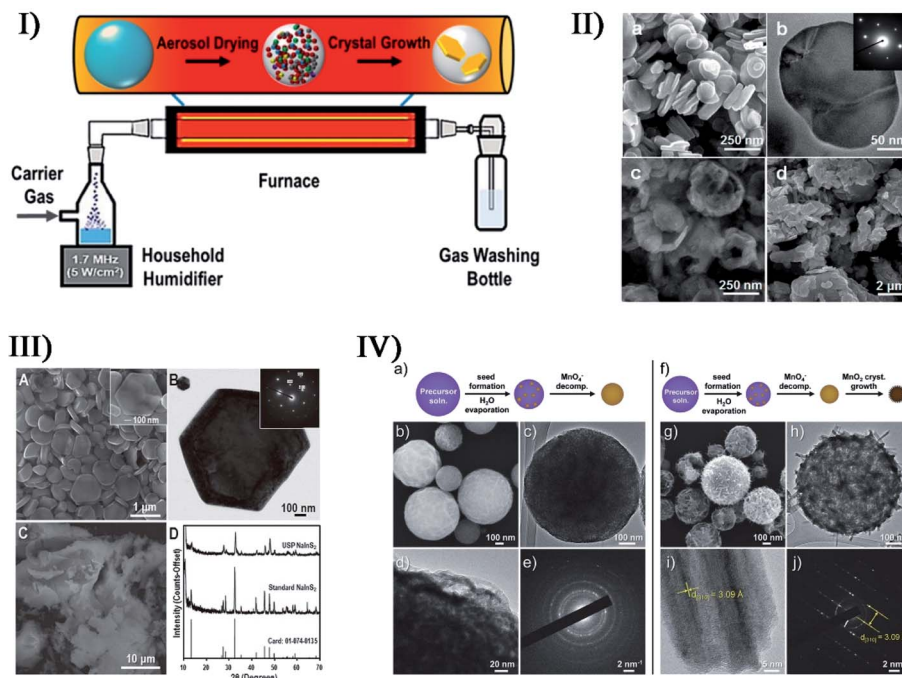 I)
Aerosol Drying
Crystal Growth
Carrier
Gas
1.7 MHz
(5 W/cm²)
Household
Humidifier
Furnace
Gas Washing
Bottle
II)
a
250 nm
b
50 nm
c
250 nm
d
2 µm
III)
A
100 nm
1 µm
B
100 nm
C
10 µm
D
Intensity (Counts-Offset)
USP NaInS₂
Standard NaInS₂
Card: 01-074-0135
10 20 30 40 50 60 70
2θ (Degrees)
IV)
a)
Precursor
soln.
seed
formation
H₂O
evaporation
MnO₄⁻
decomp.
b)
100 nm
c)
100 nm
d)
20 nm
e)
2 nm⁻¹
f)
Precursor
soln.
seed
formation
H₂O
evaporation
MnO₄⁻
decomp.
MnO₂ cryst.
growth
g)
100 nm
h)
100 nm
i)
= 3.09 Å
5 nm
j)
= 3.09
2 nm